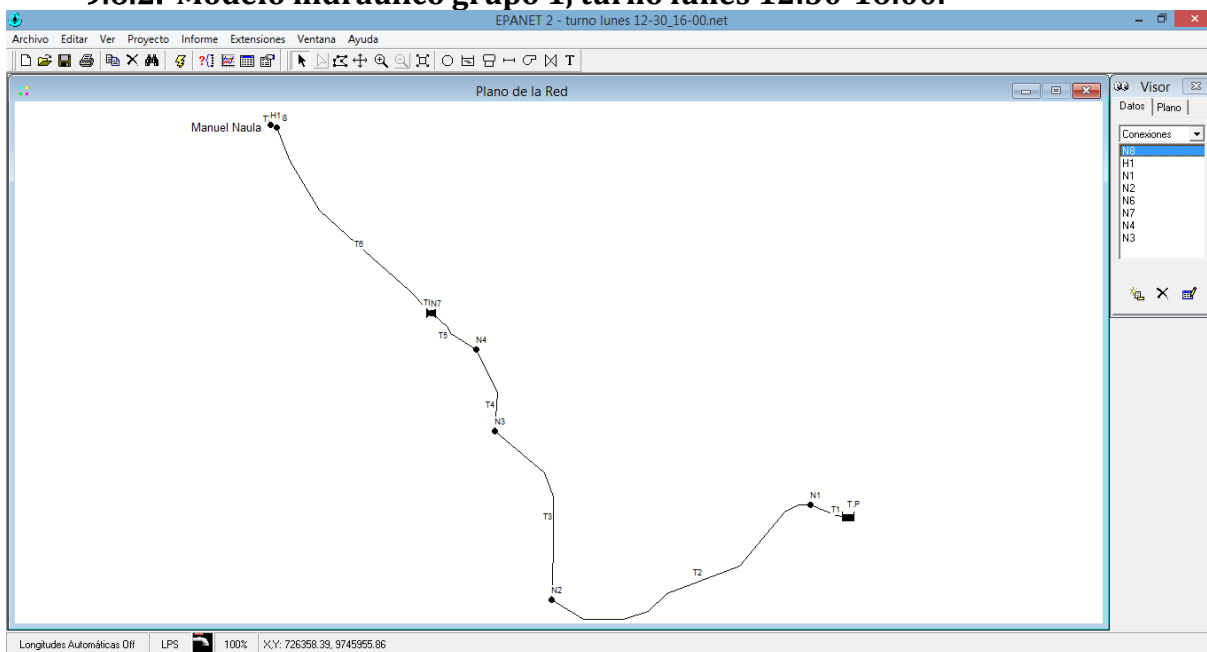 9.6.2. Modelo hidráulico grupo 1, turno lunes 12:30-16:00.
EPANET 2 - turno lunes 12-30_16-00.net
Archivo Editar Ver Proyecto Informe Extensiones Ventana Ayuda
T
Plano de la Red
Visor
Datos Plano
Conexiones
N8
H1
N1
N2
N6
N7
N4
N3
Manuel Naula
H1
T6
N7
T5
N4
T4
N3
T3
N1
T1
T.P
T2
N2
Longitudes Automáticas Off LPS 100% X,Y: 726358.39, 9745955.86